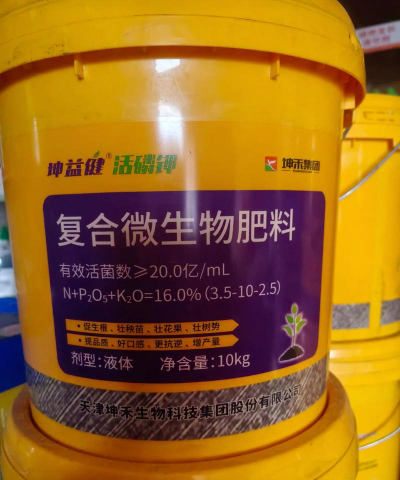 坤益健® 活磷钾
坤禾集团
复合微生物肥料
有效活菌数≥20.0亿/mL
N+P₂O₅+K₂O=16.0% (3.5-10-2.5)
• 促生根、壮秧苗、壮花果、壮树势
• 提品质、好口感、更抗逆、增产量
剂型:液体 净含量:10kg
天津坤禾生物科技集团股份有限公司